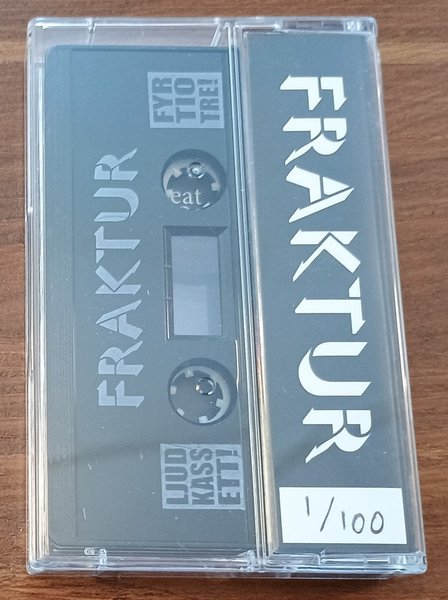 FRAKTUR
FYR
TIO
TRE!
eat
LJUD
KASS
ETT!
FRAKTUR
1/100